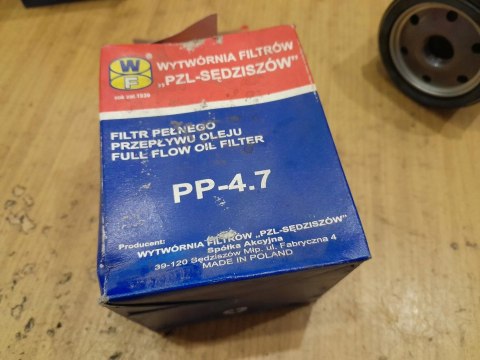 WYTWÓRNIA FILTRÓW
„PZL-SĘDZISZÓW”
WF
FILTR PEŁNEGO
PRZEPŁYWU OLEJU
FULL FLOW OIL FILTER
PP-4.7
Producent:
WYTWÓRNIA FILTRÓW „PZL-SĘDZISZÓW”
Spółka Akcyjna
39-120 Sędziszów Młp. ul. Fabryczna 4
MADE IN POLAND